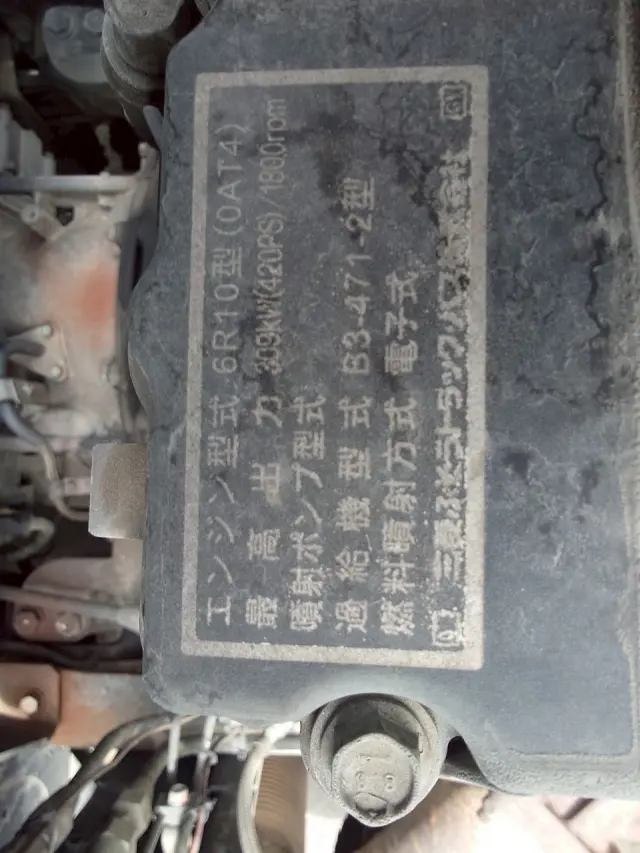 エンジン型式 6R10型(0AT4)
最高出力 309kW(420PS)/1800rpm
噴射ポンプ型式
過給機型式 B3-471-2型
燃料噴射方式 電子式
三菱ふそうトラック・バス株式会社